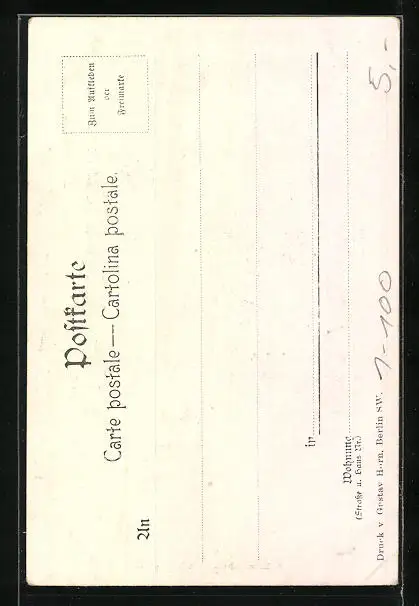 Postkarte
Carte postale — Cartolina postale.
Zum Aufkleben
der
Freimarke
An
in
Wohnung
(Straße u. Haus-Nr.)
Druck v. Gustav Horn, Berlin SW.
1-100
5,-